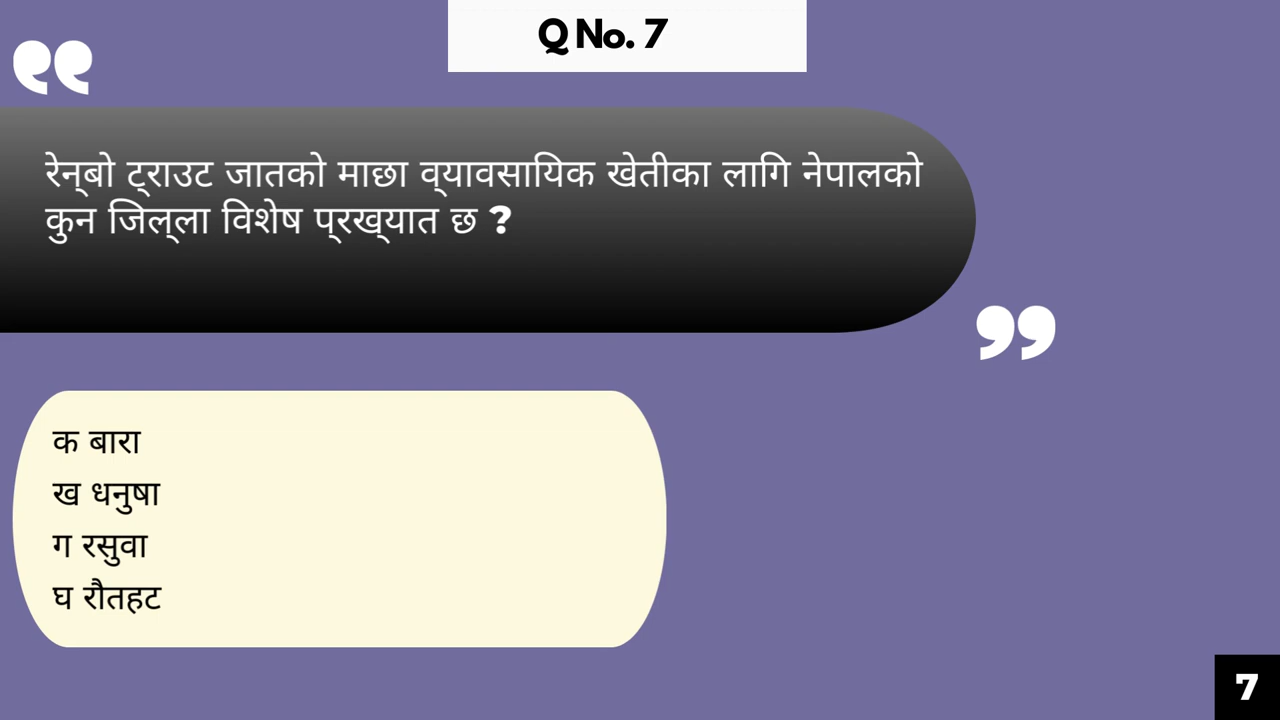 Q No. 7
रेन्बो ट्राउट जातको माछा व्यावसायिक खेतीका लागि नेपालको
कुन जिल्ला विशेष प्रख्यात छ ?
क बारा
ख धनुषा
ग रसुवा
घ रौतहट
7